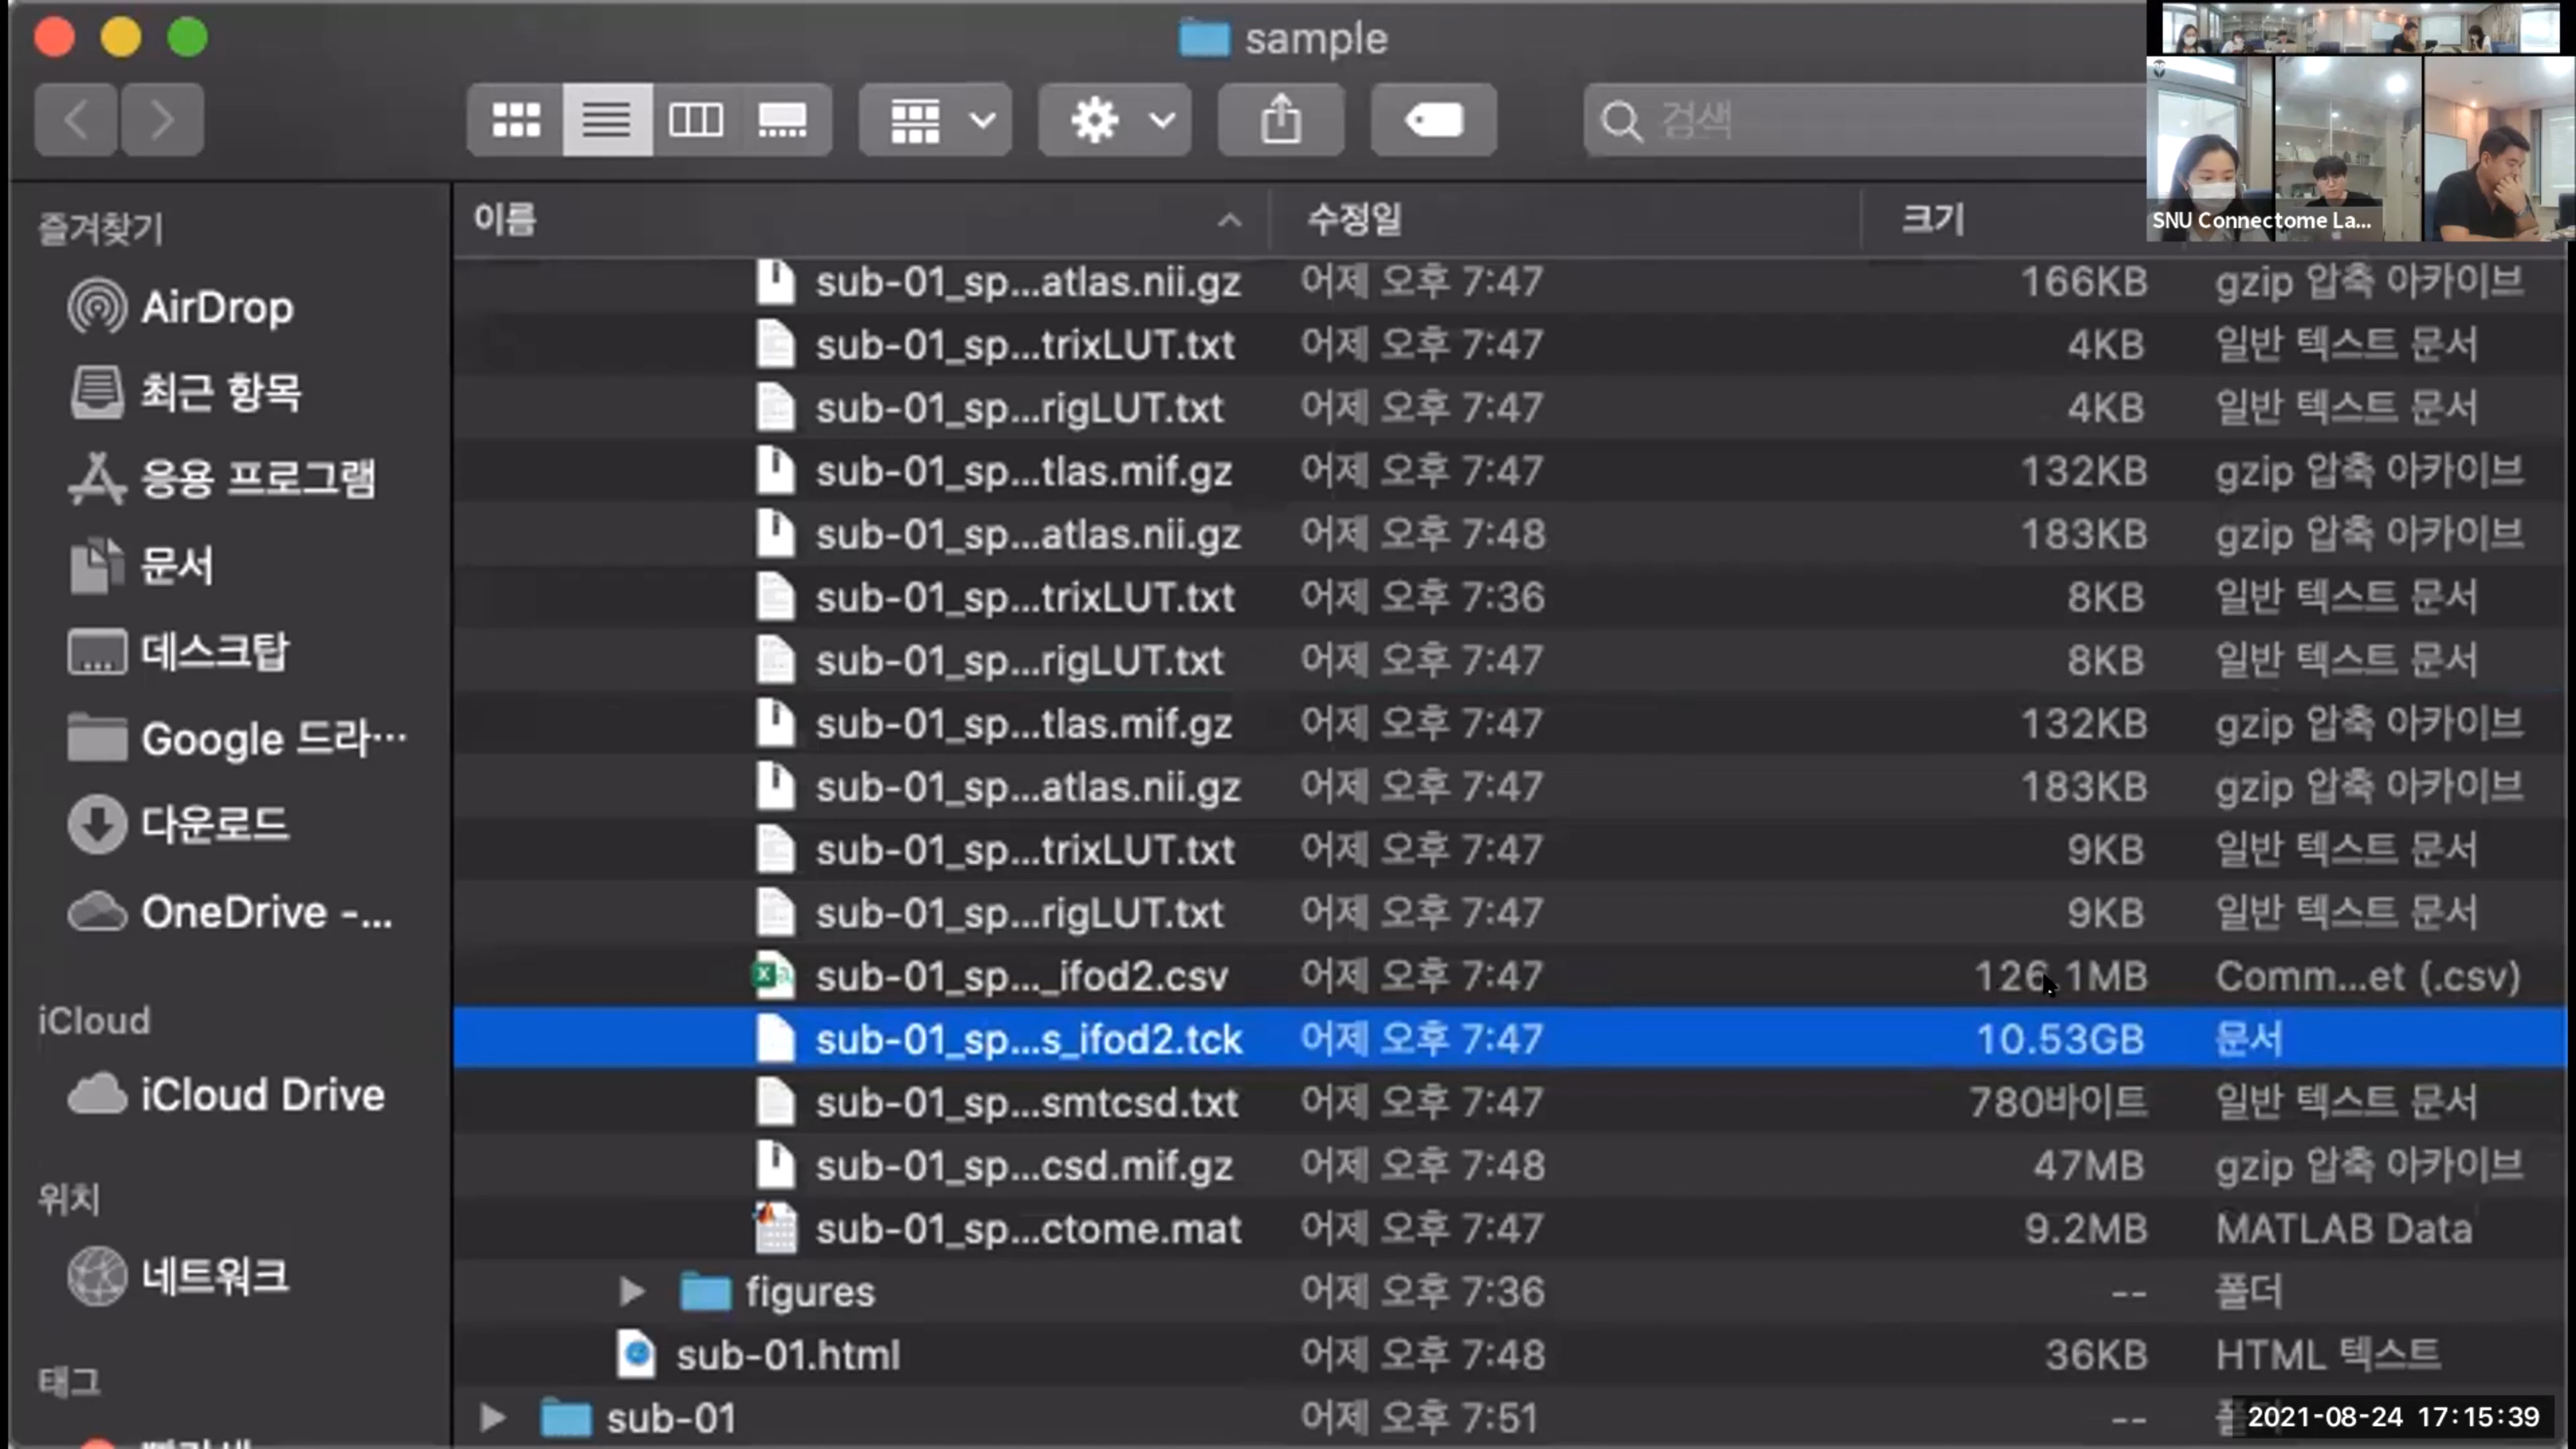 sample
검색
SNU Connectome La...
즐겨찾기
AirDrop
최근 항목
응용 프로그램
문서
데스크탑
Google 드라…
다운로드
OneDrive -...
iCloud
iCloud Drive
위치
네트워크
태그
이름 수정일 크기
sub-01_sp...atlas.nii.gz 어제 오후 7:47 166KB gzip 압축 아카이브
sub-01_sp...trixLUT.txt 어제 오후 7:47 4KB 일반 텍스트 문서
sub-01_sp...rigLUT.txt 어제 오후 7:47 4KB 일반 텍스트 문서
sub-01_sp...tlas.mif.gz 어제 오후 7:47 132KB gzip 압축 아카이브
sub-01_sp...atlas.nii.gz 어제 오후 7:48 183KB gzip 압축 아카이브
sub-01_sp...trixLUT.txt 어제 오후 7:36 8KB 일반 텍스트 문서
sub-01_sp...rigLUT.txt 어제 오후 7:47 8KB 일반 텍스트 문서
sub-01_sp...tlas.mif.gz 어제 오후 7:47 132KB gzip 압축 아카이브
sub-01_sp...atlas.nii.gz 어제 오후 7:47 183KB gzip 압축 아카이브
sub-01_sp...trixLUT.txt 어제 오후 7:47 9KB 일반 텍스트 문서
sub-01_sp...rigLUT.txt 어제 오후 7:47 9KB 일반 텍스트 문서
sub-01_sp..._ifod2.csv 어제 오후 7:47 126.1MB Comm...et (.csv)
sub-01_sp...s_ifod2.tck 어제 오후 7:47 10.53GB 문서
sub-01_sp...smtcsd.txt 어제 오후 7:47 780바이트 일반 텍스트 문서
sub-01_sp...csd.mif.gz 어제 오후 7:48 47MB gzip 압축 아카이브
sub-01_sp...ctome.mat 어제 오후 7:47 9.2MB MATLAB Data
figures 어제 오후 7:36 -- 폴더
sub-01.html 어제 오후 7:48 36KB HTML 텍스트
sub-01 어제 오후 7:51 --
2021-08-24 17:15:39